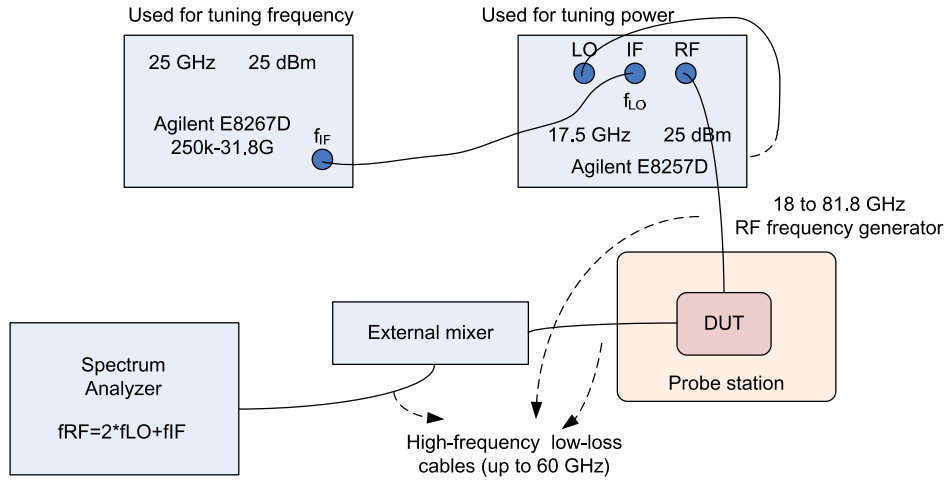 Used for tuning frequency
Used for tuning power
25 GHz 25 dBm
Agilent E8267D
250k-31.8G
fIF
LO IF RF
fLO
17.5 GHz 25 dBm
Agilent E8257D
18 to 81.8 GHz
RF frequency generator
External mixer
DUT
Probe station
Spectrum
Analyzer
fRF=2*fLO+fIF
High-frequency low-loss
cables (up to 60 GHz)